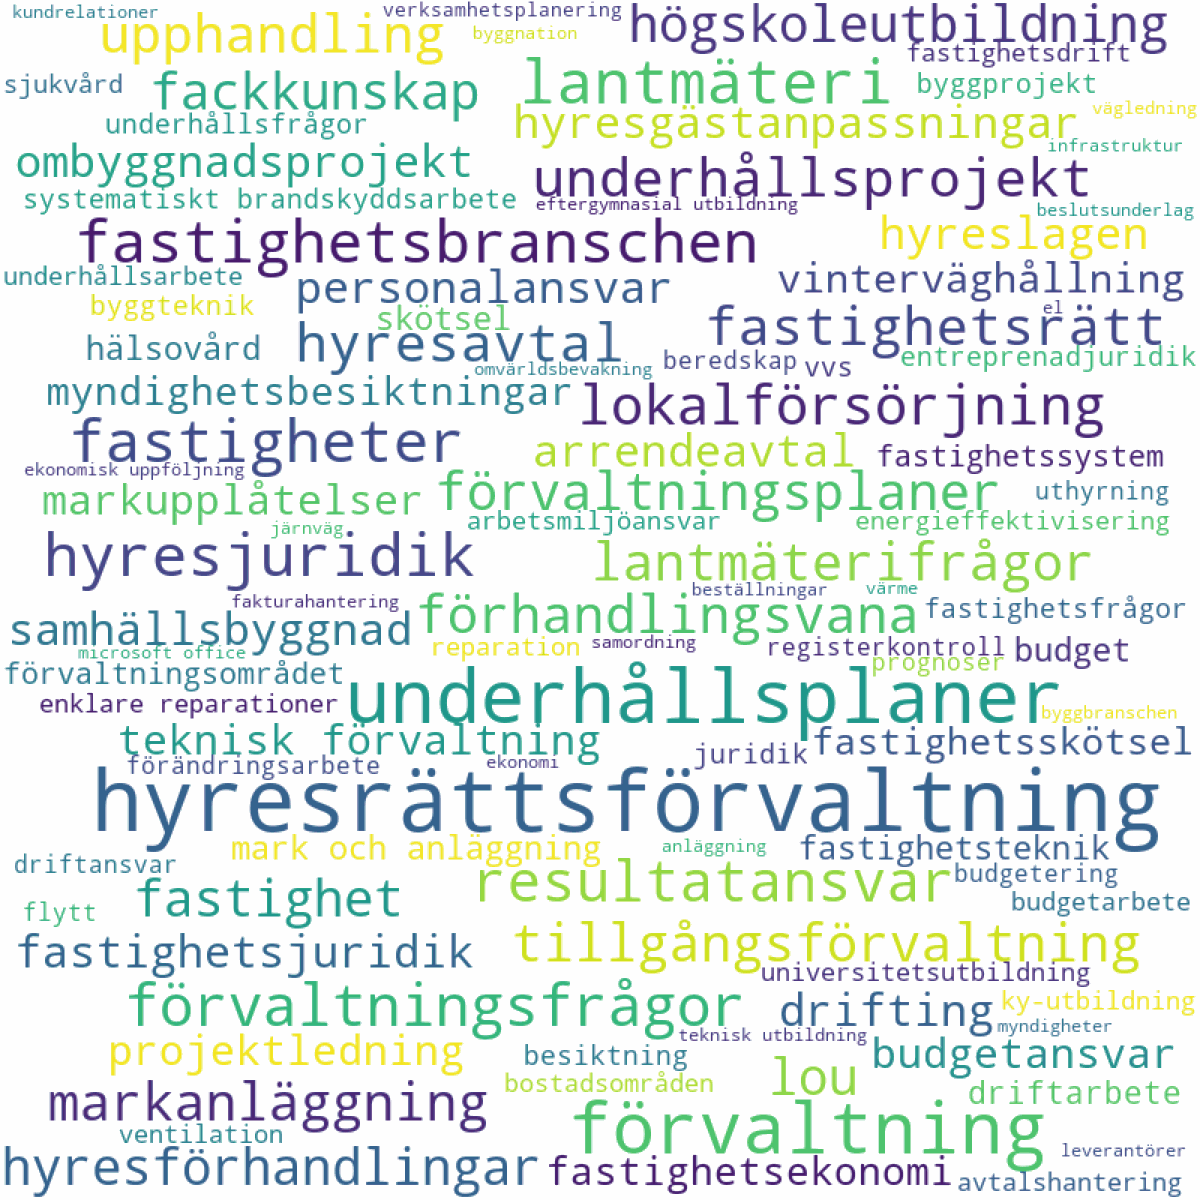 kundrelationer
verksamhetsplanering
högskoleutbildning
upphandling
byggnation
fastighetsdrift
sjukvård
fackkunskap
lantmäteri
byggprojekt
vägledning
underhållsfrågor
hyresgästanpassningar
infrastruktur
ombyggnadsprojekt
underhållsprojekt
systematiskt brandskyddsarbete
eftergymnasial utbildning
beslutsunderlag
fastighetsbranschen
hyreslagen
underhållsarbete
personalansvar
vinterväghållning
byggteknik
skötsel
el
fastighetsrätt
hälsovård
hyresavtal
omvärldsbevakning
beredskap
vvs
entreprenadjuridik
myndighetsbesiktningar
lokalförsörjning
fastigheter
arrendeavtal
fastighetssystem
ekonomisk uppföljning
markupplåtelser
förvaltningsplaner
uthyrning
järnväg
arbetsmiljöansvar
energieffektivisering
hyresjuridik
lantmäterifrågor
fakturahantering
beställningar
värme
samhällsbyggnad
förhandlingsvana
fastighetsfrågor
microsoft office
reparation
samordning
registerkontroll
budget
förvaltningsområdet
prognoser
enklare reparationer
underhållsplaner
byggbranschen
teknisk förvaltning
juridik
fastighetsskötsel
förändringsarbete
ekonomi
hyresrättsförvaltning
mark och anläggning
anläggning
fastighetsteknik
driftansvar
resultatansvar
budgetering
fastighet
budgetarbete
flytt
fastighetsjuridik
tillgångsförvaltning
universitetsutbildning
förvaltningsfrågor
drifting
ky-utbildning
teknisk utbildning
myndigheter
projektledning
besiktning
budgetansvar
bostadsområden
lou
driftarbete
markanläggning
förvaltning
ventilation
leverantörer
hyresförhandlingar
fastighetsekonomi
avtalshantering